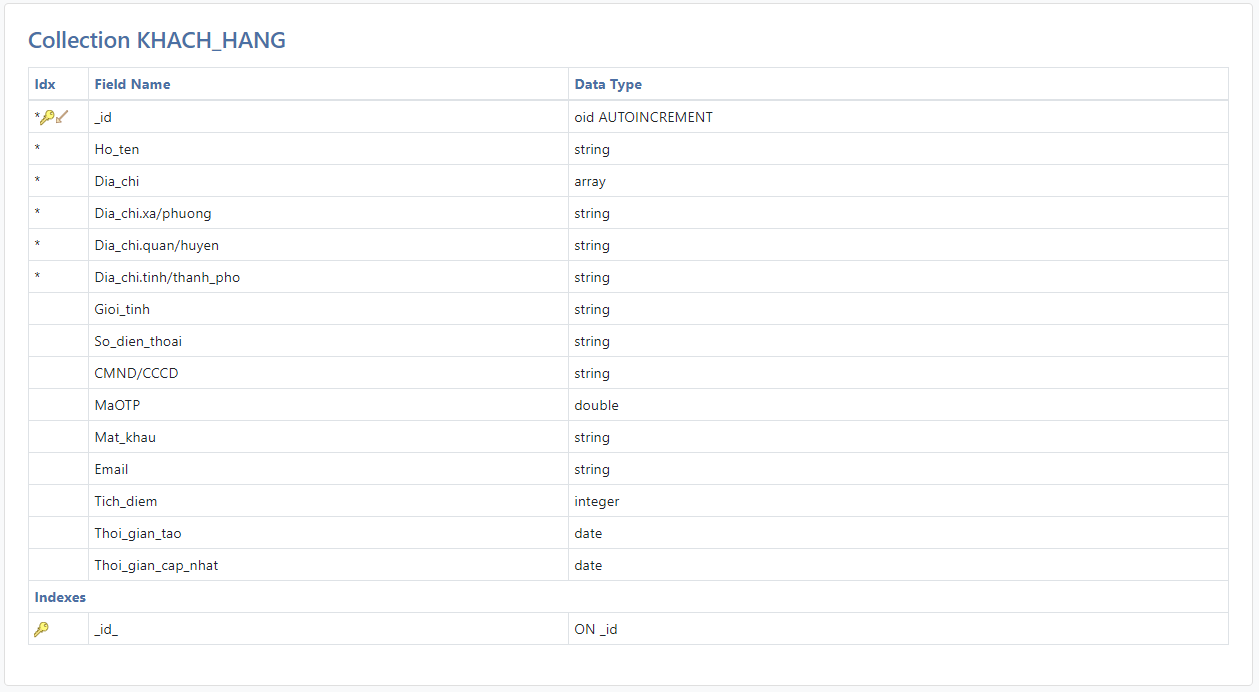 Collection KHACH_HANG
Idx Field Name Data Type
* _id oid AUTOINCREMENT
* Ho_ten string
* Dia_chi array
* Dia_chi.xa/phuong string
* Dia_chi.quan/huyen string
* Dia_chi.tinh/thanh_pho string
Gioi_tinh string
So_dien_thoai string
CMND/CCCD string
MaOTP double
Mat_khau string
Email string
Tich_diem integer
Thoi_gian_tao date
Thoi_gian_cap_nhat date
Indexes
_id_ ON _id